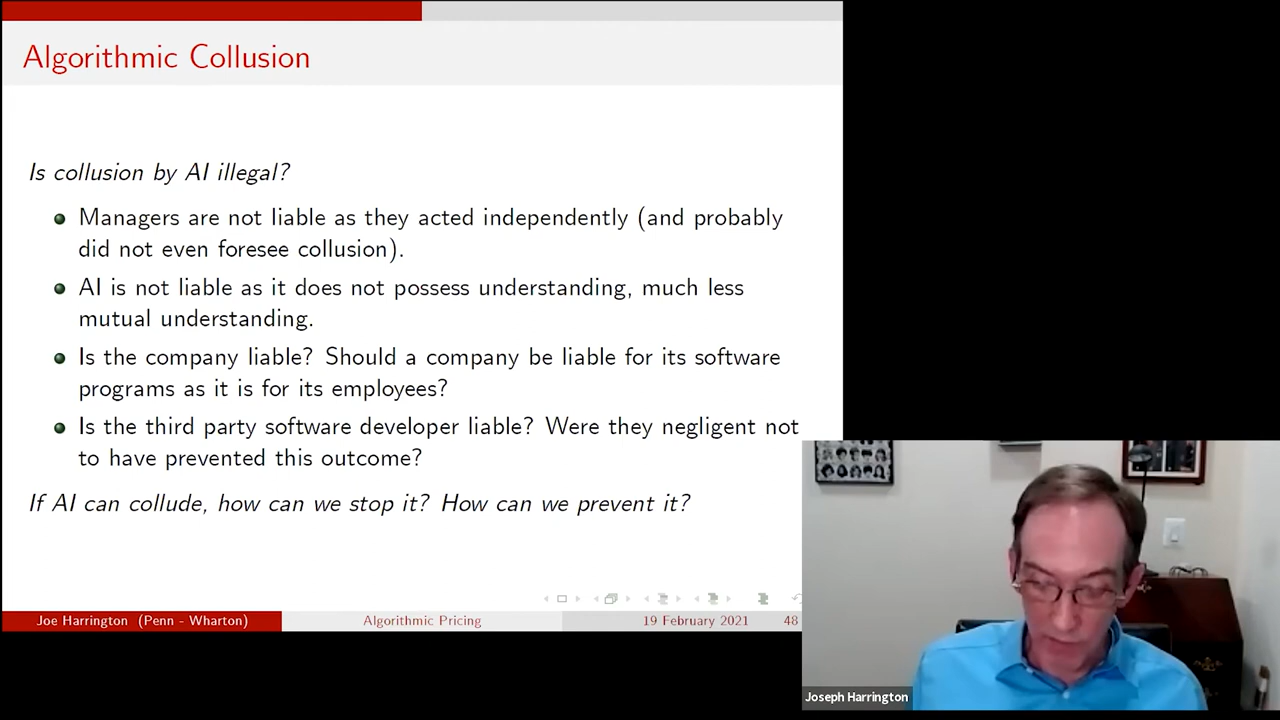 Algorithmic Collusion
Is collusion by AI illegal?
Managers are not liable as they acted independently (and probably
did not even foresee collusion).
AI is not liable as it does not possess understanding, much less
mutual understanding.
Is the company liable? Should a company be liable for its software
programs as it is for its employees?
Is the third party software developer liable? Were they negligent not
to have prevented this outcome?
If AI can collude, how can we stop it? How can we prevent it?
Joe Harrington (Penn - Wharton)
Algorithmic Pricing
19 February 2021
48
Joseph Harrington